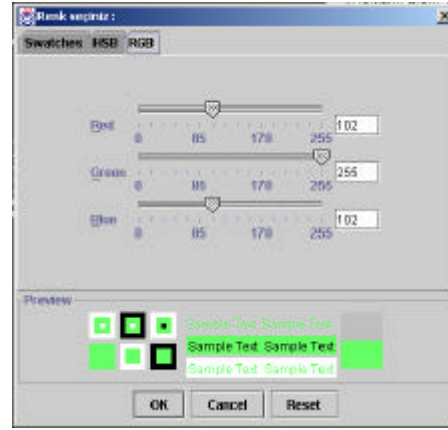 Renk seçiniz :
Swatches HSB RGB
Red 102
0 85 170 255
Green 255
0 85 170 255
Blue 102
0 85 170 255
Preview
Sample Text Sample Text
Sample Text Sample Text
Sample Text Sample Text
OK Cancel Reset